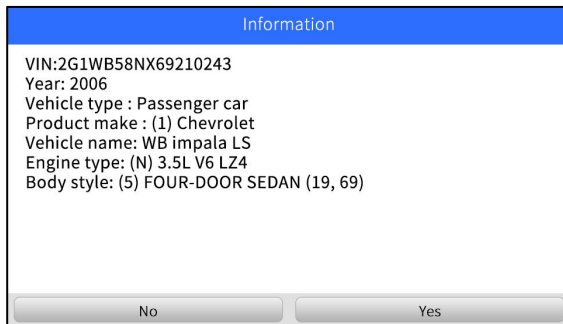 Information
VIN:2G1WB58NX69210243
Year: 2006
Vehicle type : Passenger car
Product make : (1) Chevrolet
Vehicle name: WB impala LS
Engine type: (N) 3.5L V6 LZ4
Body style: (5) FOUR-DOOR SEDAN (19, 69)
No
Yes